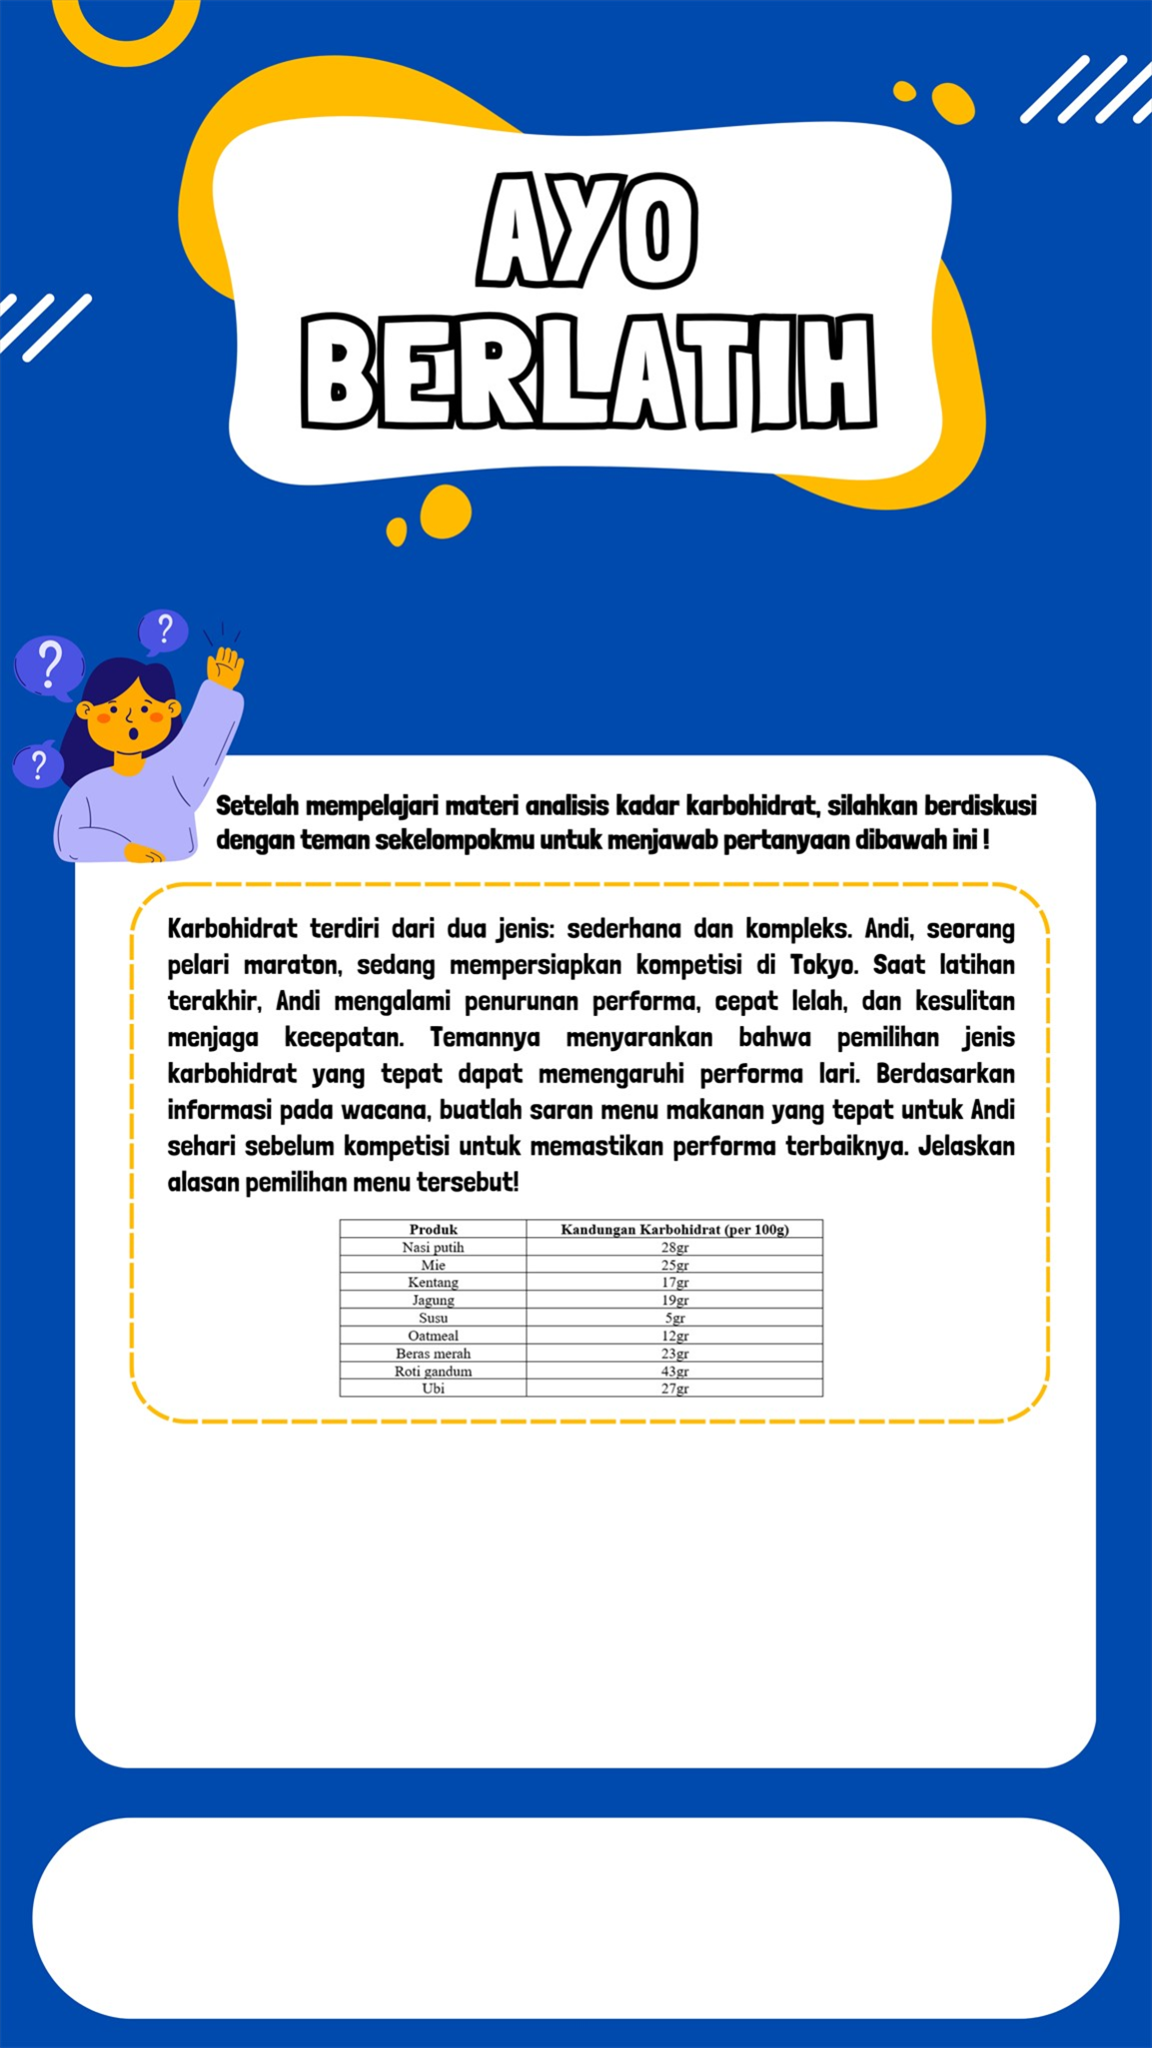 AYO
BERLATIH
?
?
?
Setelah mempelajari materi analisis kadar karbohidrat, silahkan berdiskusi
dengan teman sekelompokmu untuk menjawab pertanyaan dibawah ini !
Karbohidrat terdiri dari dua jenis: sederhana dan kompleks. Andi, seorang
pelari maraton, sedang mempersiapkan kompetisi di Tokyo. Saat latihan
terakhir, Andi mengalami penurunan performa, cepat lelah, dan kesulitan
menjaga kecepatan. Temannya menyarankan bahwa pemilihan jenis
karbohidrat yang tepat dapat memengaruhi performa lari. Berdasarkan
informasi pada wacana, buatlah saran menu makanan yang tepat untuk Andi
sehari sebelum kompetisi untuk memastikan performa terbaiknya. Jelaskan
alasan pemilihan menu tersebut!
Produk Kandungan Karbohidrat (per 100g)
Nasi putih 28gr
Mie 25gr
Kentang 17gr
Jagung 19gr
Susu 5gr
Oatmeal 12gr
Beras merah 23gr
Roti gandum 43gr
Ubi 27gr